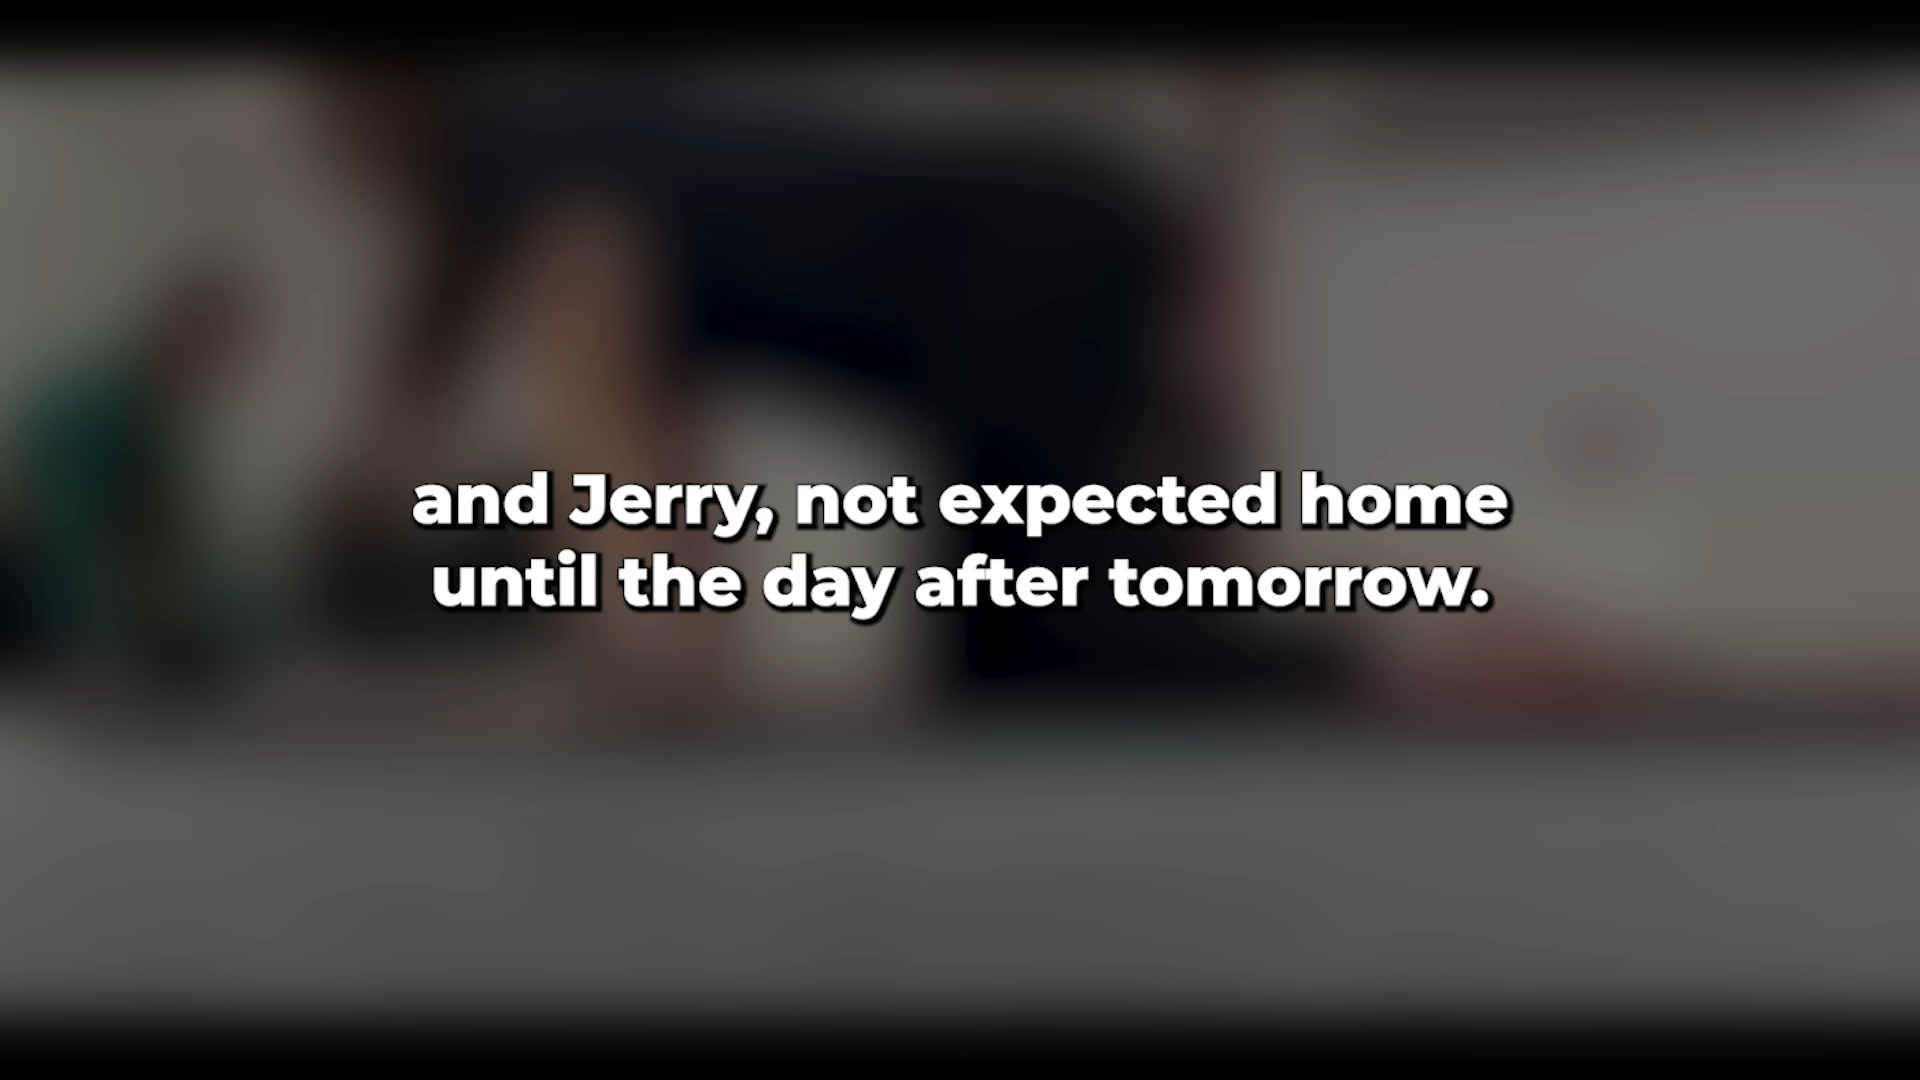 and Jerry, not expected home
until the day after tomorrow.